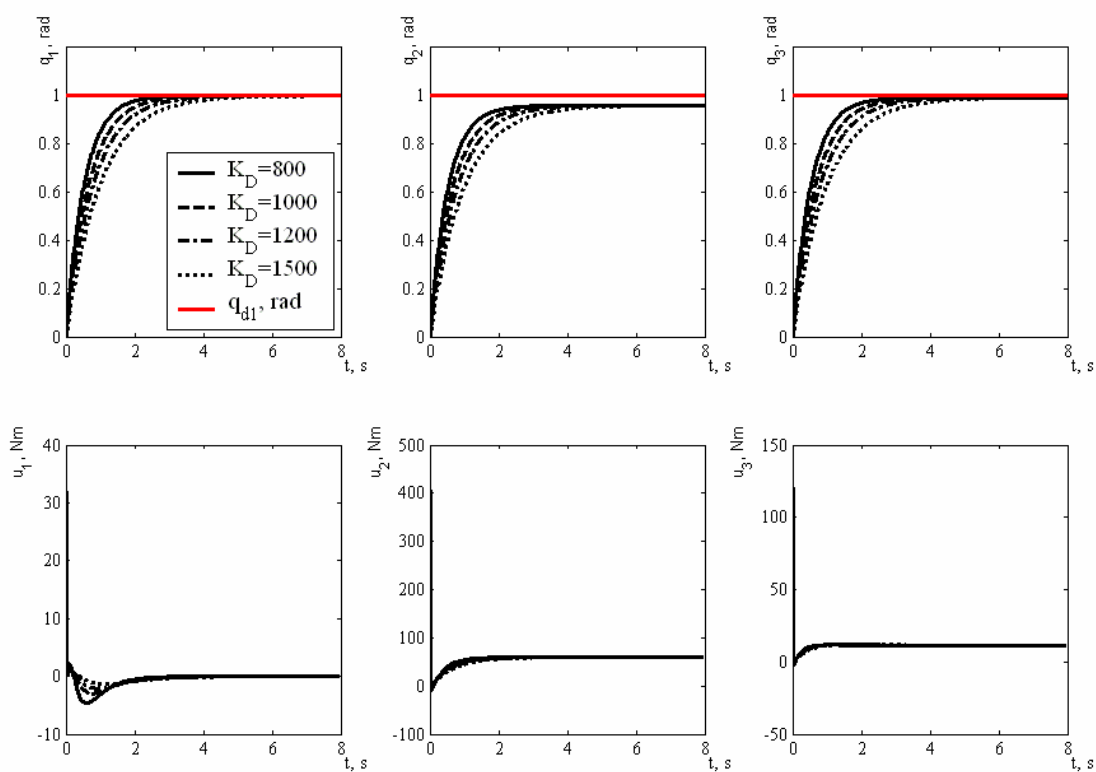 q1, rad
1
0.8
0.6
0.4
0.2
0
0 2 4 6 8
t, s
KD=800
KD=1000
KD=1200
KD=1500
qd1, rad
q2, rad
1
0.8
0.6
0.4
0.2
0
0 2 4 6 8
t, s
q3, rad
1
0.8
0.6
0.4
0.2
0
0 2 4 6 8
t, s
u1, Nm
40
30
20
10
0
-10
0 2 4 6 8
t, s
u2, Nm
500
400
300
200
100
0
-100
0 2 4 6 8
t, s
u3, Nm
150
100
50
0
-50
0 2 4 6 8
t, s